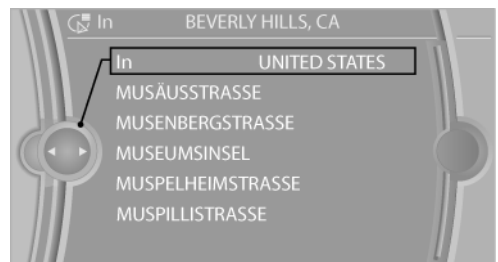 In BEVERLY HILLS, CA
In UNITED STATES
MUSÄUSSTRASSE
MUSENBERGSTRASSE
MUSEUMSINSEL
MUSPELHEIMSTRASSE
MUSPILLISTRASSE